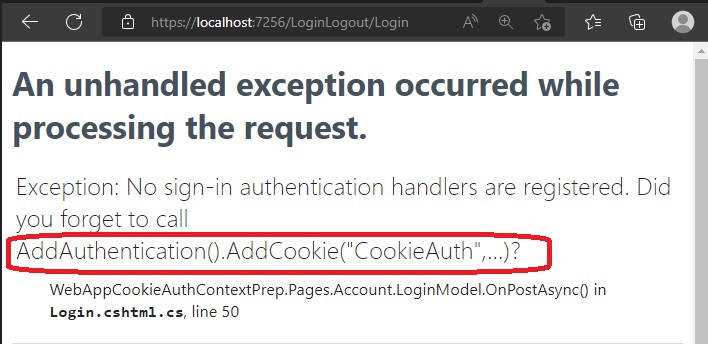 https://localhost:7256/LoginLogout/Login
An unhandled exception occurred while
processing the request.
Exception: No sign-in authentication handlers are registered. Did
you forget to call
AddAuthentication().AddCookie("CookieAuth",...)?
WebAppCookieAuthContextPrep.Pages.Account.LoginModel.OnPostAsync() in
Login.cshtml.cs, line 50